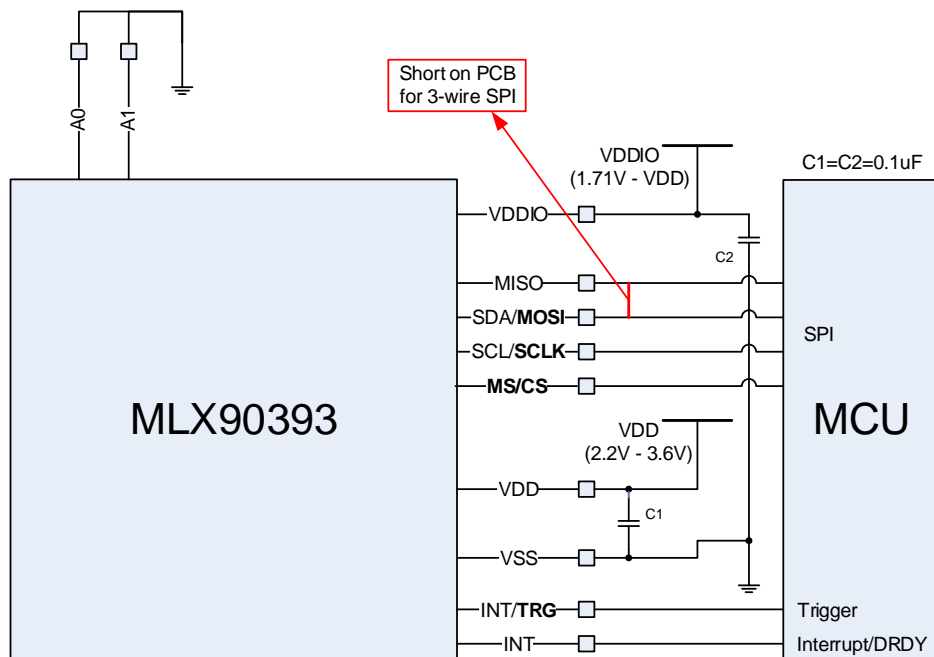 A0
A1
Short on PCB
for 3-wire SPI
VDDIO
(1.71V - VDD)
C1=C2=0.1uF
VDDIO
C2
MISO
SDA/MOSI
SPI
SCL/SCLK
MS/CS
MLX90393
MCU
VDD
(2.2V - 3.6V)
VDD
C1
VSS
INT/TRG
Trigger
INT
Interrupt/DRDY